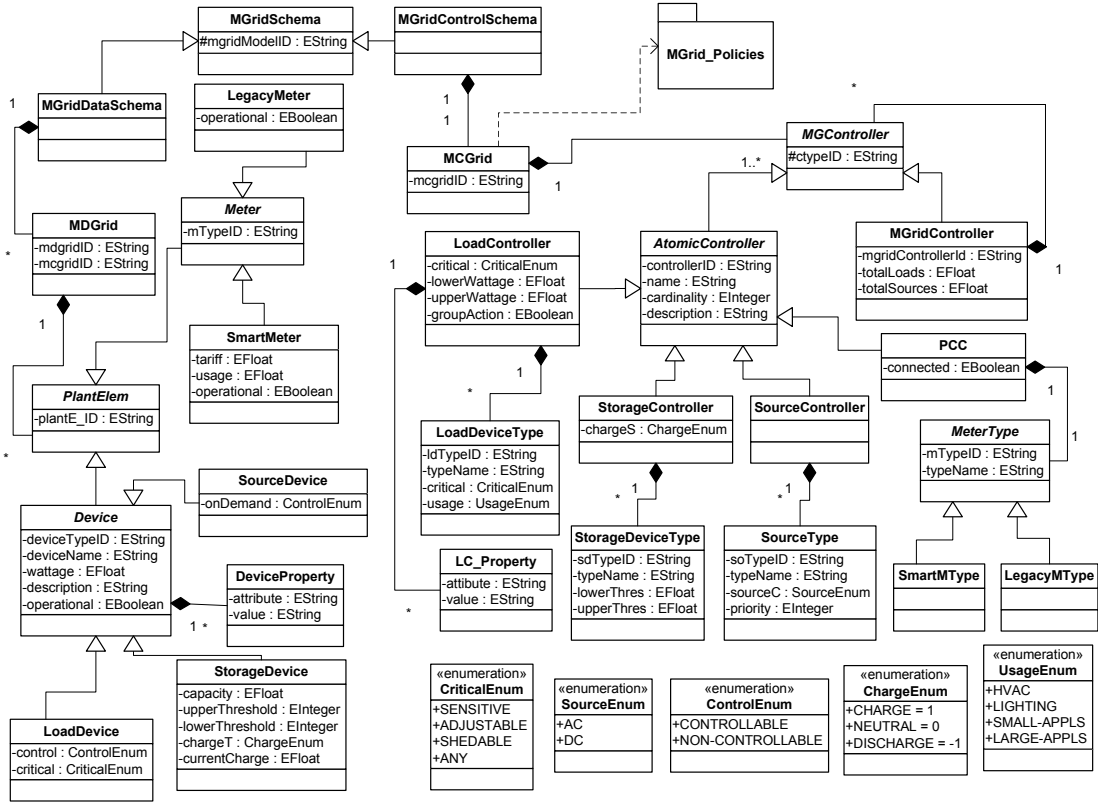 MGridSchema
#mgridModelID : EString
MGridControlSchema
MGrid_Policies
MGridDataSchema
1
LegacyMeter
-operational : EBoolean
1
1
*
MGController
#ctypeID : EString
MCGrid
-mcgridID : EString
1
1..*
MDGrid
-mdgridID : EString
-mcgridID : EString
*
1
Meter
-mTypeID : EString
LoadController
-critical : CriticalEnum
-lowerWattage : EFloat
-upperWattage : EFloat
-groupAction : EBoolean
1
1
*
AtomicController
-controllerID : EString
-name : EString
-cardinality : EInteger
-description : EString
MGridController
-mgridControllerId : EString
-totalLoads : EFloat
-totalSources : EFloat
1
SmartMeter
-tariff : EFloat
-usage : EFloat
-operational : EBoolean
PCC
-connected : EBoolean
1
1
PlantElem
-plantE_ID : EString
*
StorageController
-chargeS : ChargeEnum
1
*
SourceController
1
*
MeterType
-mTypeID : EString
-typeName : EString
LoadDeviceType
-ldTypeID : EString
-typeName : EString
-critical : CriticalEnum
-usage : UsageEnum
SourceDevice
-onDemand : ControlEnum
Device
-deviceTypeID : EString
-deviceName : EString
-wattage : EFloat
-description : EString
-operational : EBoolean
1
*
DeviceProperty
-attribute : EString
-value : EString
LC_Property
-attibute : EString
-value : EString
*
StorageDeviceType
-sdTypeID : EString
-typeName : EString
-lowerThres : EFloat
-upperThres : EFloat
SourceType
-soTypeID : EString
-typeName : EString
-sourceC : SourceEnum
-priority : EInteger
SmartMType
LegacyMType
StorageDevice
-capacity : EFloat
-upperThreshold : EInteger
-lowerThreshold : EInteger
-chargeT : ChargeEnum
-currentCharge : EFloat
LoadDevice
-control : ControlEnum
-critical : CriticalEnum
«enumeration»
CriticalEnum
+SENSITIVE
+ADJUSTABLE
+SHEDABLE
+ANY
«enumeration»
SourceEnum
+AC
+DC
«enumeration»
ControlEnum
+CONTROLLABLE
+NON-CONTROLLABLE
«enumeration»
ChargeEnum
+CHARGE = 1
+NEUTRAL = 0
+DISCHARGE = -1
«enumeration»
UsageEnum
+HVAC
+LIGHTING
+SMALL-APPLS
+LARGE-APPLS